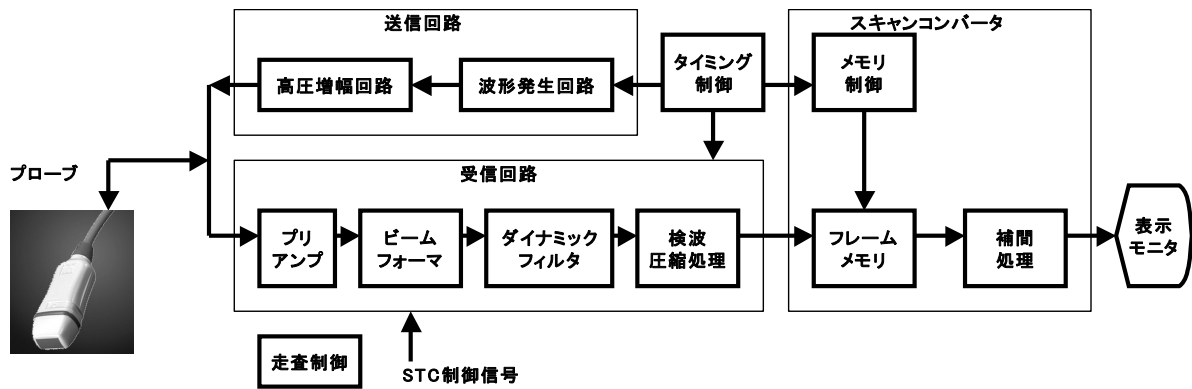 送信回路
スキャンコンバータ
高圧増幅回路
波形発生回路
タイミング
制御
メモリ
制御
プローブ
受信回路
プリ
アンプ
ビーム
フォーマ
ダイナミック
フィルタ
検波
圧縮処理
フレーム
メモリ
補間
処理
表示
モニタ
走査制御
STC制御信号